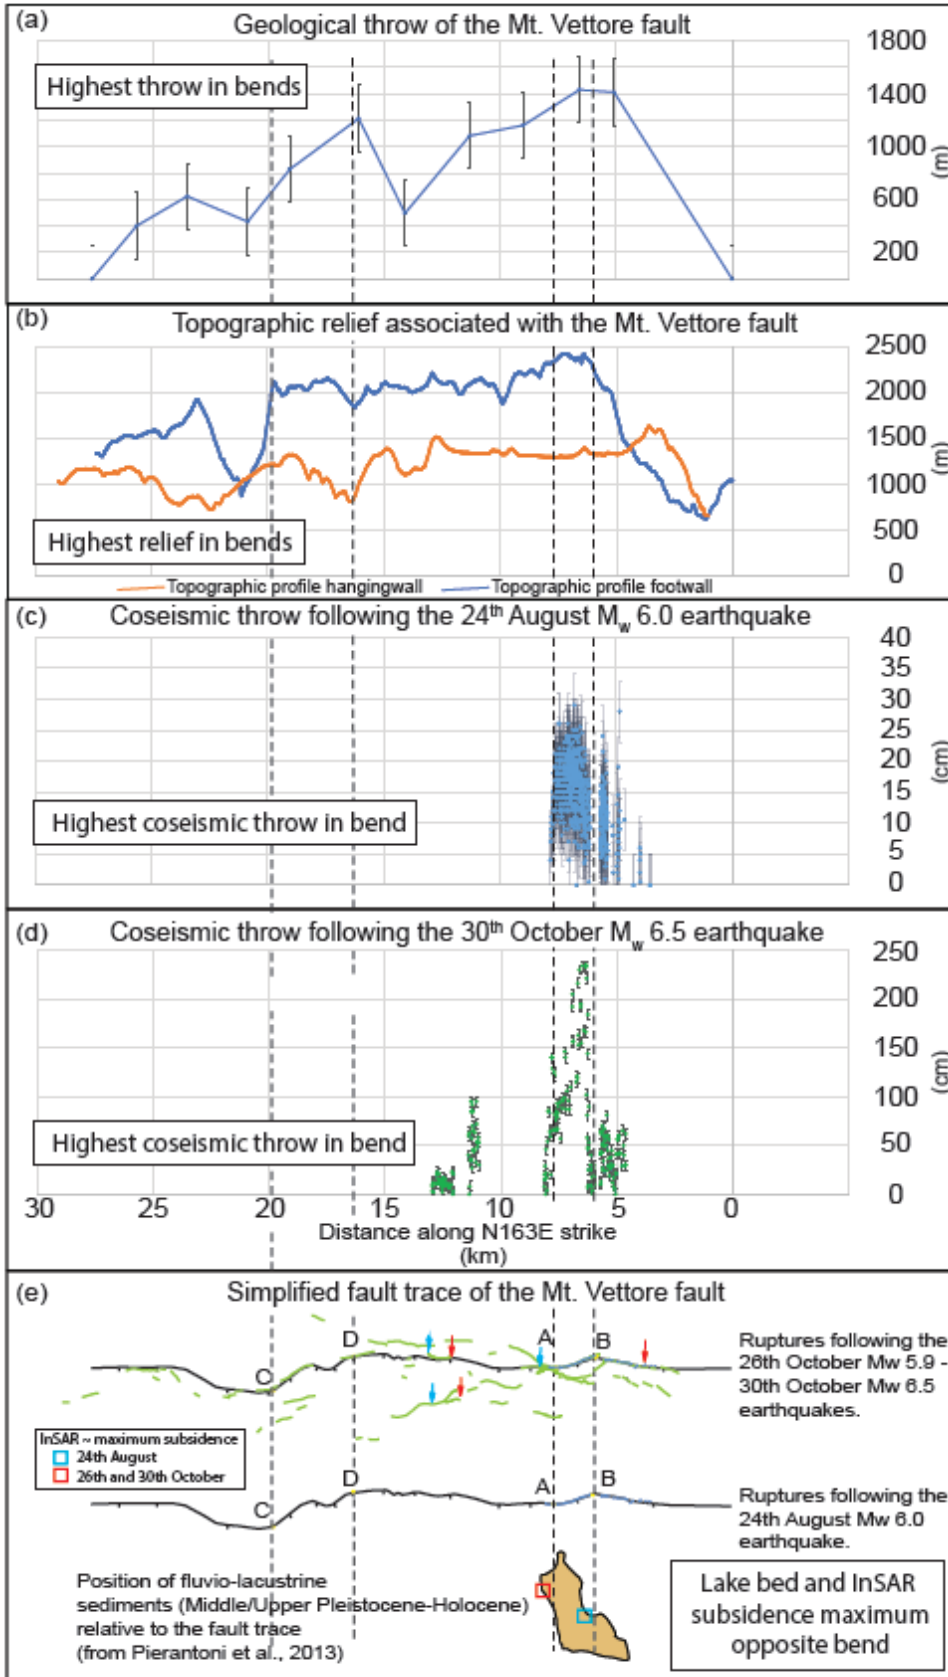 (a)
Geological throw of the Mt. Vettore fault
Highest throw in bends
1800
1400
1000
600
200
(m)
(b)
Topographic relief associated with the Mt. Vettore fault
2500
2000
1500
1000
500
0
(m)
Highest relief in bends
Topographic profile hangingwall
Topographic profile footwall
(c)
Coseismic throw following the 24th August Mw 6.0 earthquake
40
35
30
25
20
15
10
5
0
(cm)
Highest coseismic throw in bend
(d)
Coseismic throw following the 30th October Mw 6.5 earthquake
250
200
150
100
50
0
(cm)
Highest coseismic throw in bend
30 25 20 15 10 5 0
Distance along N163E strike
(km)
(e)
Simplified fault trace of the Mt. Vettore fault
C D A B
Ruptures following the
26th October Mw 5.9 -
30th October Mw 6.5
earthquakes.
InSAR ~ maximum subsidence
24th August
26th and 30th October
C D A B
Ruptures following the
24th August Mw 6.0
earthquake.
Position of fluvio-lacustrine
sediments (Middle/Upper Pleistocene-Holocene)
relative to the fault trace
(from Pierantoni et al., 2013)
Lake bed and InSAR
subsidence maximum
opposite bend